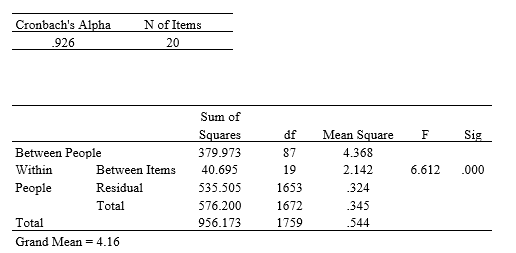 Cronbach's Alpha N of Items
.926 20
Sum of
Squares df Mean Square F Sig
Between People 379.973 87 4.368
Within Between Items 40.695 19 2.142 6.612 .000
People Residual 535.505 1653 .324
Total 576.200 1672 .345
Total 956.173 1759 .544
Grand Mean = 4.16